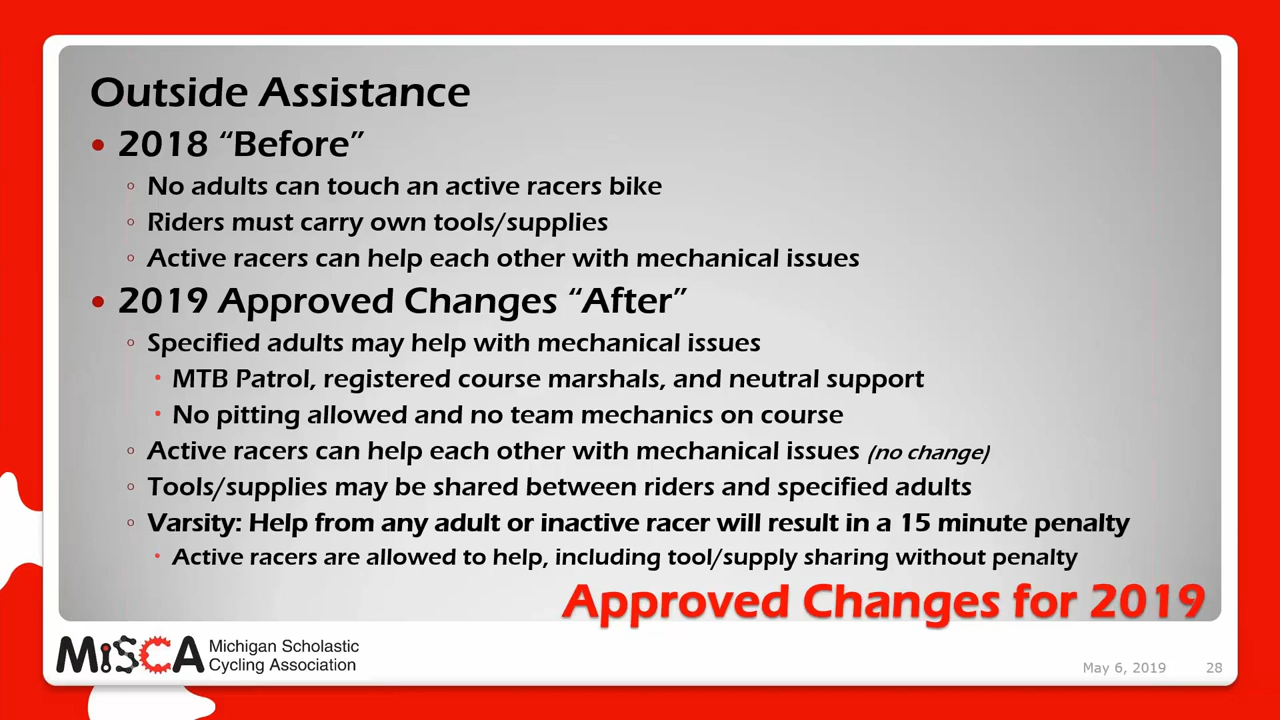 Outside Assistance
• 2018 “Before”
◦ No adults can touch an active racers bike
◦ Riders must carry own tools/supplies
◦ Active racers can help each other with mechanical issues
• 2019 Approved Changes “After”
◦ Specified adults may help with mechanical issues
• MTB Patrol, registered course marshals, and neutral support
• No pitting allowed and no team mechanics on course
◦ Active racers can help each other with mechanical issues (no change)
◦ Tools/supplies may be shared between riders and specified adults
◦ Varsity: Help from any adult or inactive racer will result in a 15 minute penalty
• Active racers are allowed to help, including tool/supply sharing without penalty
Approved Changes for 2019
MiSCA Michigan Scholastic
Cycling Association
May 6, 2019 28